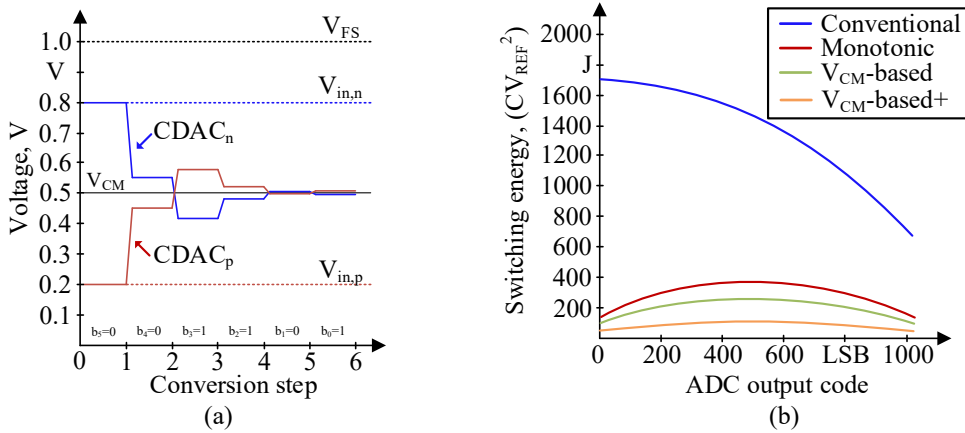 Voltage, V
1.0
V
0.8
0.7
0.6
0.5
0.4
0.3
0.2
0.1
V_FS
V_in,n
CDAC_n
V_CM
CDAC_p
V_in,p
b₅=0 b₄=0 b₃=1 b₂=1 b₁=0 b₀=1
0 1 2 3 4 5 6
Conversion step
(a)
Switching energy, (CV_REF²)
2000
J
1600
1400
1200
1000
800
600
400
200
Conventional
Monotonic
V_CM-based
V_CM-based+
0 200 400 600 LSB 1000
ADC output code
(b)